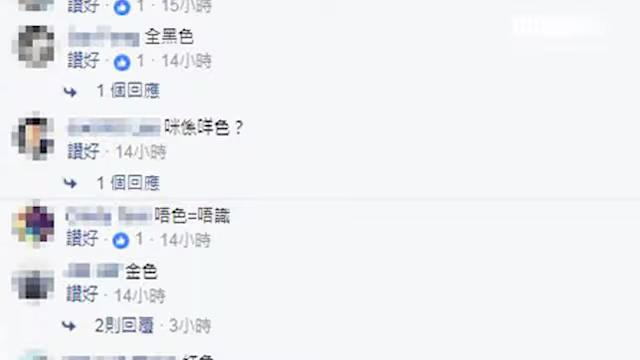 讚好 · 1 · 15小時
全黑色
讚好 · 1 · 14小時
1 個回應
咪係咩色？
讚好 · 14小時
1 個回應
唔色=唔識
讚好 · 1 · 14小時
金色
讚好 · 14小時
2則回覆 · 3小時
紅色